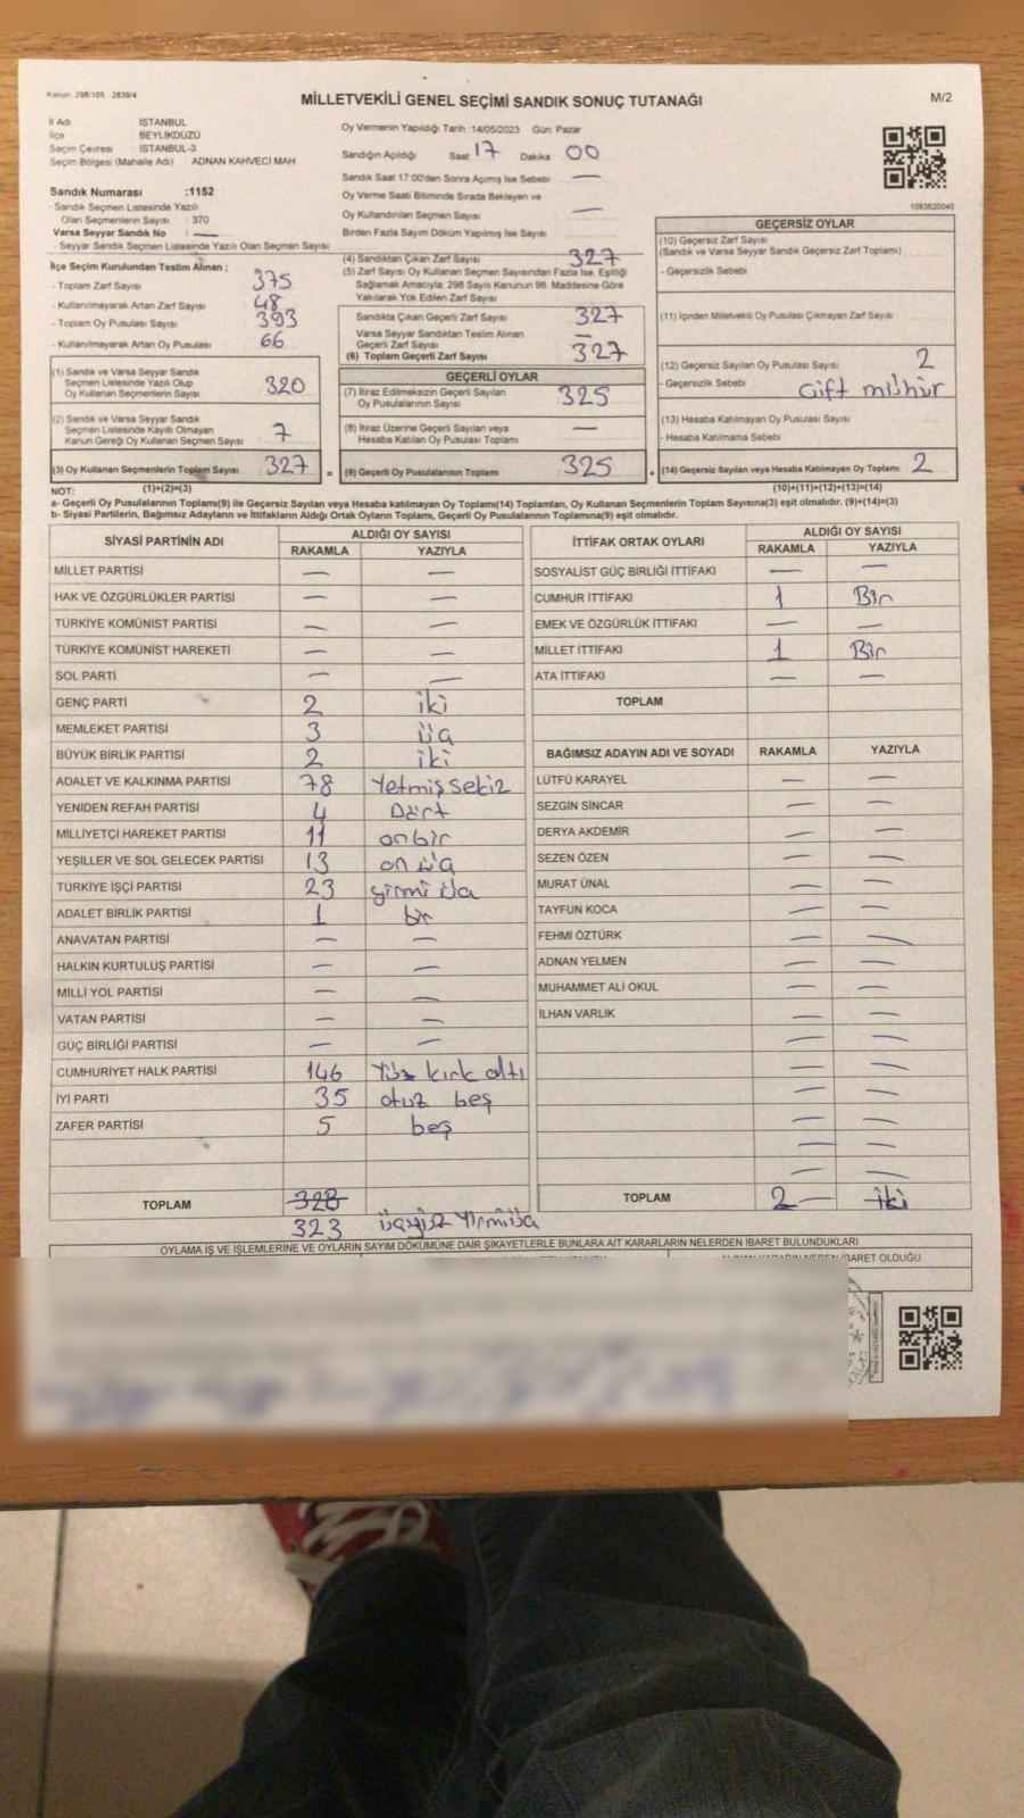 Kanun: 298/105 - 2839/4
MİLLETVEKİLİ GENEL SEÇİMİ SANDIK SONUÇ TUTANAĞI
M/2
İl Adı İSTANBUL
İlçe BEYLİKDÜZÜ
Seçim Çevresi İSTANBUL-3
Seçim Bölgesi (Mahalle Adı) ADNAN KAHVECİ MAH
Oy Vermenin Yapıldığı Tarih 14/05/2023 Gün: Pazar
Sandığın Açıldığı Saat 17 Dakika 00
Sandık Saat 17:00'den Sonra Açılmış İse Sebebi —
Oy Verme Saati Bitiminde Sırada Bekleyen ve
Oy Kullandırılan Seçmen Sayısı —
Birden Fazla Sayım Döküm Yapılmış İse Sayısı
Sandık Numarası :1152
- Sandık Seçmen Listesinde Yazılı
Olan Seçmenlerin Sayısı : 370
Varsa Seyyar Sandık No : —
- Seyyar Sandık Seçmen Listesinde Yazılı Olan Seçmen Sayısı
İlçe Seçim Kurulundan Teslim Alınan :
- Toplam Zarf Sayısı 375
- Kullanılmayarak Artan Zarf Sayısı 48
- Toplam Oy Pusulası Sayısı 393
- Kullanılmayarak Artan Oy Pusulası 66
(1) Sandık ve Varsa Seyyar Sandık
Seçmen Listesinde Yazılı Olup
Oy Kullanan Seçmenlerin Sayısı 320
(2) Sandık ve Varsa Seyyar Sandık
Seçmen Listesinde Kayıtlı Olmayan
Kanun Gereği Oy Kullanan Seçmen Sayısı 7
(3) Oy Kullanan Seçmenlerin Toplam Sayısı 327
(4) Sandıktan Çıkan Zarf Sayısı 327
(5) Zarf Sayısı Oy Kullanan Seçmen Sayısından Fazla İse, Eşitliği
Sağlamak Amacıyla; 298 Sayılı Kanunun 98. Maddesine Göre
Yakılarak Yok Edilen Zarf Sayısı
Sandıkta Çıkan Geçerli Zarf Sayısı 327
Varsa Seyyar Sandıktan Teslim Alınan
Geçerli Zarf Sayısı —
(6) Toplam Geçerli Zarf Sayısı 327
GEÇERLİ OYLAR
(7) İtiraz Edilmeksizin Geçerli Sayılan
Oy Pusulalarının Sayısı 325
(8) İtiraz Üzerine Geçerli Sayılan veya
Hesaba Katılan Oy Pusulası Toplamı —
= (9) Geçerli Oy Pusulalarının Toplamı 325
GEÇERSİZ OYLAR
(10) Geçersiz Zarf Sayısı
(Sandık ve Varsa Seyyar Sandık Geçersiz Zarf Toplamı)
- Geçersizlik Sebebi
(11) İçinden Milletvekili Oy Pusulası Çıkmayan Zarf Sayısı
(12) Geçersiz Sayılan Oy Pusulası Sayısı 2
- Geçersizlik Sebebi Çift mühür
(13) Hesaba Katılmayan Oy Pusulası Sayısı
- Hesaba Katılmama Sebebi
+ (14) Geçersiz Sayılan veya Hesaba Katılmayan Oy Toplamı 2
NOT: (1)+(2)=(3) (10)+(11)+(12)+(13)=(14)
a- Geçerli Oy Pusulalarının Toplamı(9) ile Geçersiz Sayılan veya Hesaba katılmayan Oy Toplamı(14) Toplamları, Oy Kullanan Seçmenlerin Toplam Sayısına(3) eşit olmalıdır. (9)+(14)=(3)
b- Siyasi Partilerin, Bağımsız Adayların ve İttifakların Aldığı Ortak Oyların Toplamı, Geçerli Oy Pusulalarının Toplamına(9) eşit olmalıdır.
SİYASİ PARTİNİN ADI ALDIĞI OY SAYISI
RAKAMLA YAZIYLA
MİLLET PARTİSİ — —
HAK VE ÖZGÜRLÜKLER PARTİSİ — —
TÜRKİYE KOMÜNİST PARTİSİ — —
TÜRKİYE KOMÜNİST HAREKETİ — —
SOL PARTİ — —
GENÇ PARTİ 2 iki
MEMLEKET PARTİSİ 3 üç
BÜYÜK BİRLİK PARTİSİ 2 iki
ADALET VE KALKINMA PARTİSİ 78 Yetmiş sekiz
YENİDEN REFAH PARTİSİ 4 Dört
MİLLİYETÇİ HAREKET PARTİSİ 11 onbir
YEŞİLLER VE SOL GELECEK PARTİSİ 13 on üç
TÜRKİYE İŞÇİ PARTİSİ 23 yirmi üç
ADALET BİRLİK PARTİSİ 1 bir
ANAVATAN PARTİSİ — —
HALKIN KURTULUŞ PARTİSİ — —
MİLLİ YOL PARTİSİ — —
VATAN PARTİSİ — —
GÜÇ BİRLİĞİ PARTİSİ — —
CUMHURİYET HALK PARTİSİ 146 Yüz kırk altı
İYİ PARTİ 35 otuz beş
ZAFER PARTİSİ 5 beş
TOPLAM 328
323 üçyüz yirmiüç
İTTİFAK ORTAK OYLARI ALDIĞI OY SAYISI
RAKAMLA YAZIYLA
SOSYALİST GÜÇ BİRLİĞİ İTTİFAKI — —
CUMHUR İTTİFAKI 1 Bir
EMEK VE ÖZGÜRLÜK İTTİFAKI — —
MİLLET İTTİFAKI 1 Bir
ATA İTTİFAKI — —
TOPLAM
BAĞIMSIZ ADAYIN ADI VE SOYADI RAKAMLA YAZIYLA
LÜTFÜ KARAYEL — —
SEZGİN SİNCAR — —
DERYA AKDEMİR — —
SEZEN ÖZEN — —
MURAT ÜNAL — —
TAYFUN KOCA — —
FEHMİ ÖZTÜRK — —
ADNAN YELMEN — —
MUHAMMET ALİ OKUL — —
İLHAN VARLIK — —
TOPLAM 2 — iki
OYLAMA İŞ VE İŞLEMLERİNE VE OYLARIN SAYIM DÖKÜMÜNE DAİR ŞİKAYETLERLE BUNLARA AİT KARARLARIN NELERDEN İBARET BULUNDUKLARI